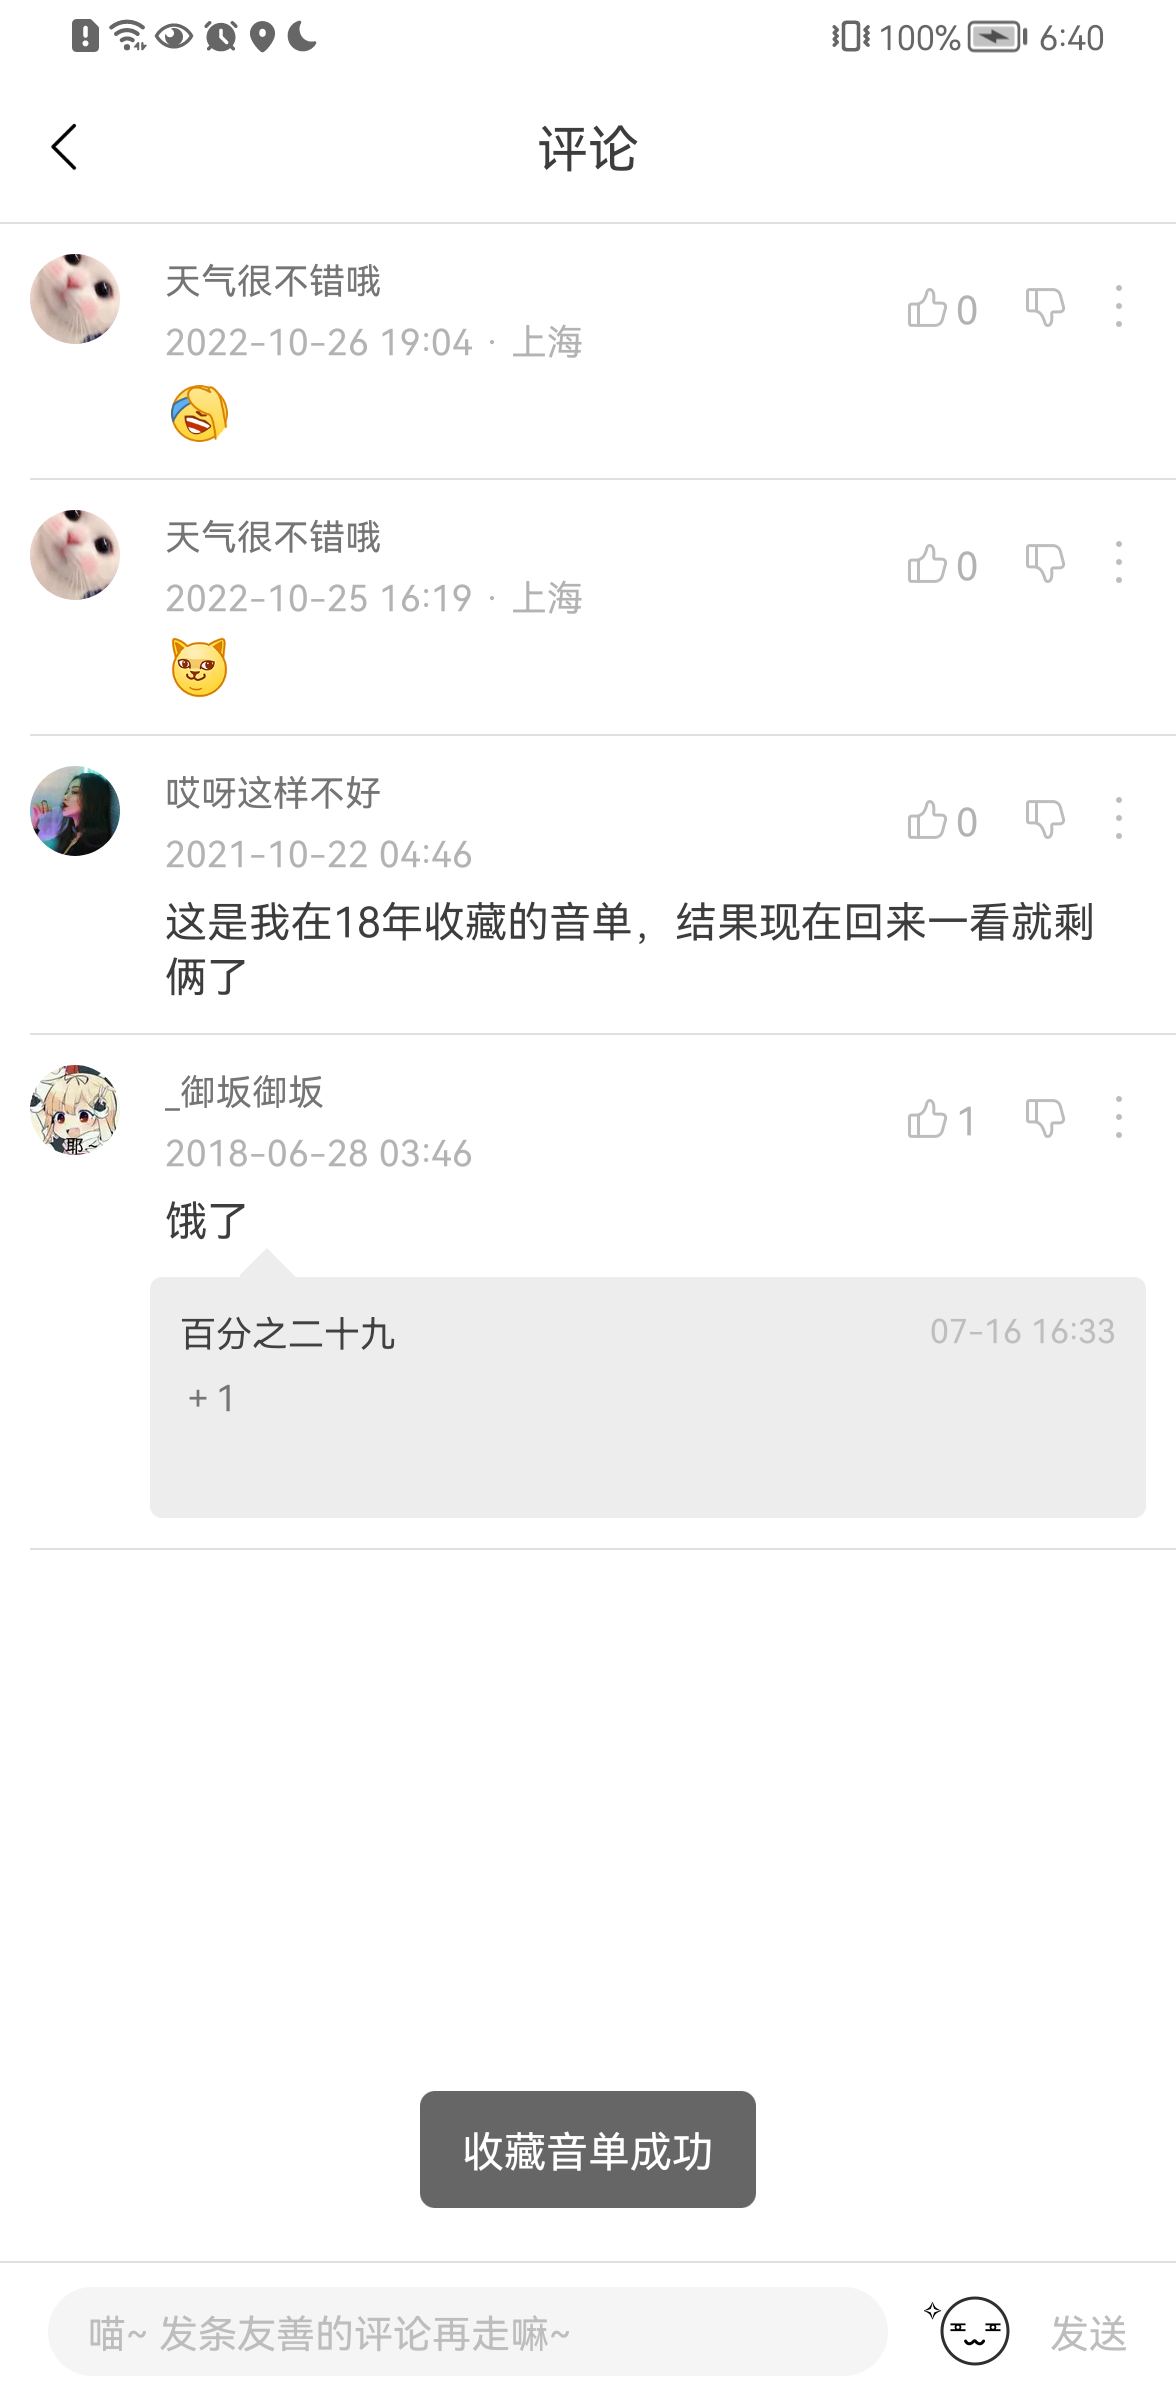 100% 6:40
评论
天气很不错哦
0
2022-10-26 19:04 · 上海
天气很不错哦
0
2022-10-25 16:19 · 上海
哎呀这样不好
0
2021-10-22 04:46
这是我在18年收藏的音单，结果现在回来一看就剩
俩了
_御坂御坂
1
2018-06-28 03:46
耶~
饿了
百分之二十九 07-16 16:33
+1
收藏音单成功
喵~ 发条友善的评论再走嘛~ 发送